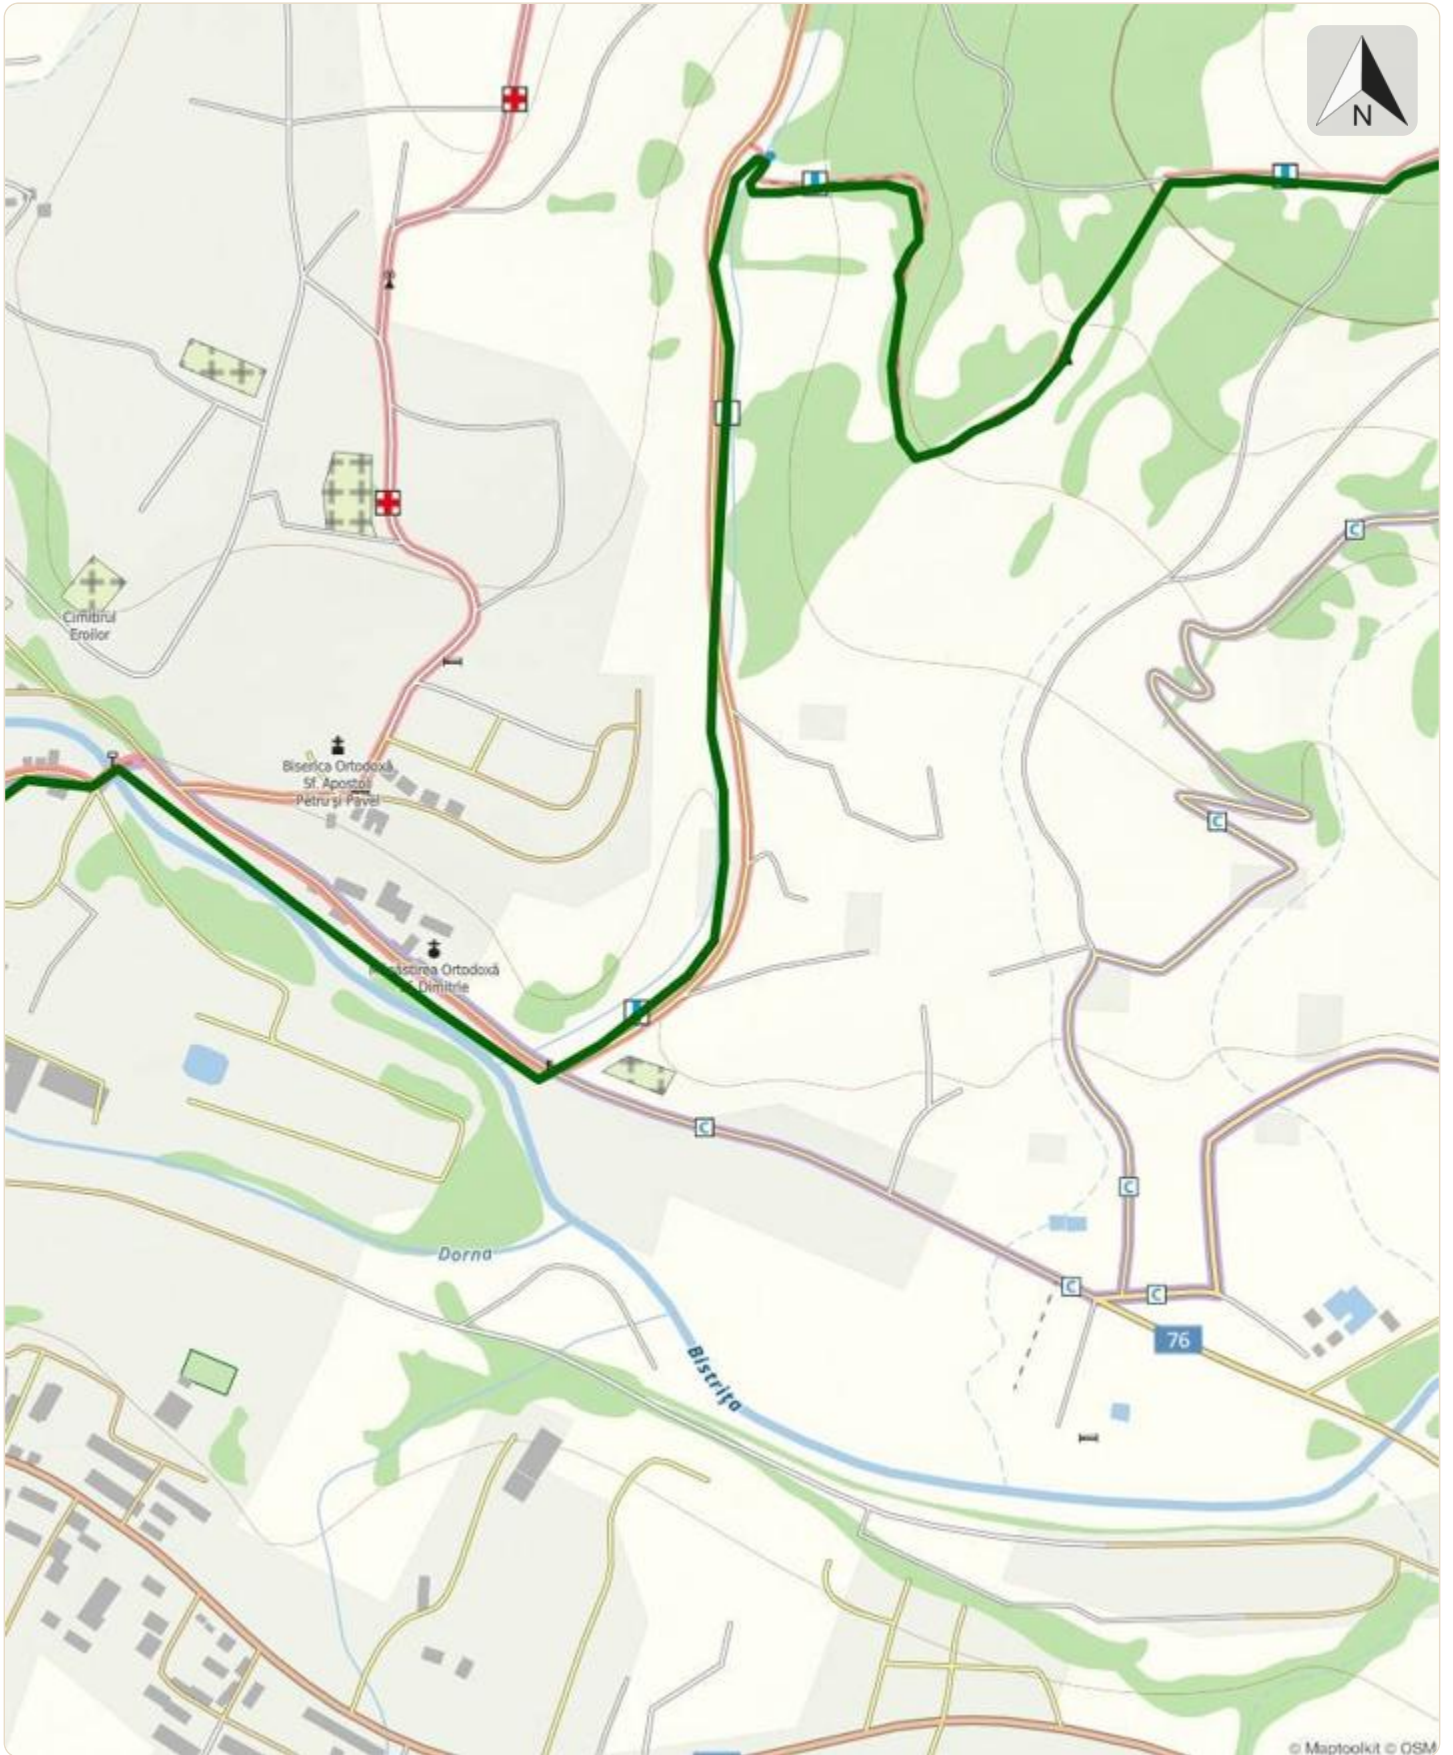 N
Cimitirul
Eroilor
Biserica Ortodoxă
Sf. Apostoli
Petru și Pavel
Mănăstirea Ortodoxă
Sf. Dimitrie
C
C
C
C
C
C
76
Dorna
Bistrița
© Maptoolkit © OSM